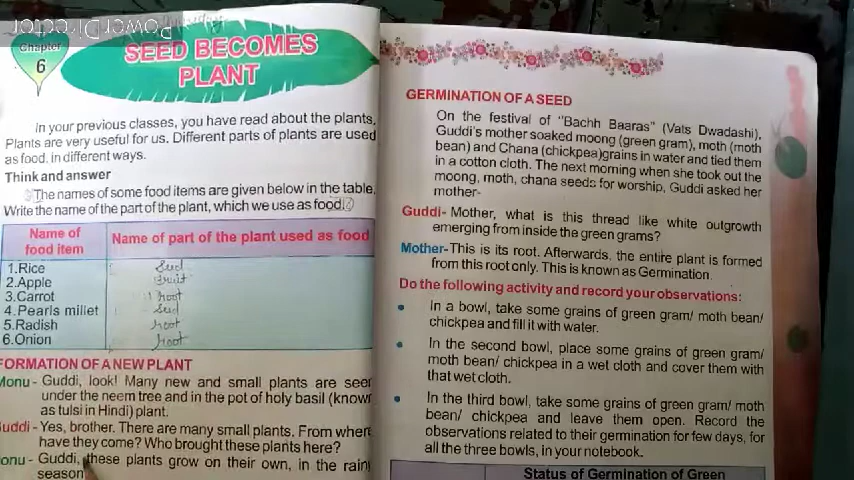 PowerDirector
Chapter
6
SEED BECOMES
PLANT
In your previous classes, you have read about the plants.
Plants are very useful for us. Different parts of plants are used
as food, in different ways.
Think and answer
The names of some food items are given below in the table.
Write the name of the part of the plant, which we use as food.
Name of
food item
Name of part of the plant used as food
1.Rice seed
2.Apple fruit
3.Carrot root
4.Pearls millet seed
5.Radish root
6.Onion root
FORMATION OF A NEW PLANT
Monu - Guddi, look! Many new and small plants are seen
under the neem tree and in the pot of holy basil (known
as tulsi in Hindi) plant.
Guddi - Yes, brother. There are many small plants. From where
have they come? Who brought these plants here?
Monu - Guddi, these plants grow on their own, in the rainy
season
GERMINATION OF A SEED
On the festival of "Bachh Baaras" (Vats Dwadashi),
Guddi's mother soaked moong (green gram), moth (moth
bean) and Chana (chickpea)grains in water and tied them
in a cotton cloth. The next morning when she took out the
moong, moth, chana seeds for worship, Guddi asked her
mother-
Guddi- Mother, what is this thread like white outgrowth
emerging from inside the green grams?
Mother-This is its root. Afterwards, the entire plant is formed
from this root only. This is known as Germination.
Do the following activity and record your observations:
• In a bowl, take some grains of green gram/ moth bean/
chickpea and fill it with water.
• In the second bowl, place some grains of green gram/
moth bean/ chickpea in a wet cloth and cover them with
that wet cloth.
• In the third bowl, take some grains of green gram/ moth
bean/ chickpea and leave them open. Record the
observations related to their germination for few days, for
all the three bowls, in your notebook.
Status of Germination of Green